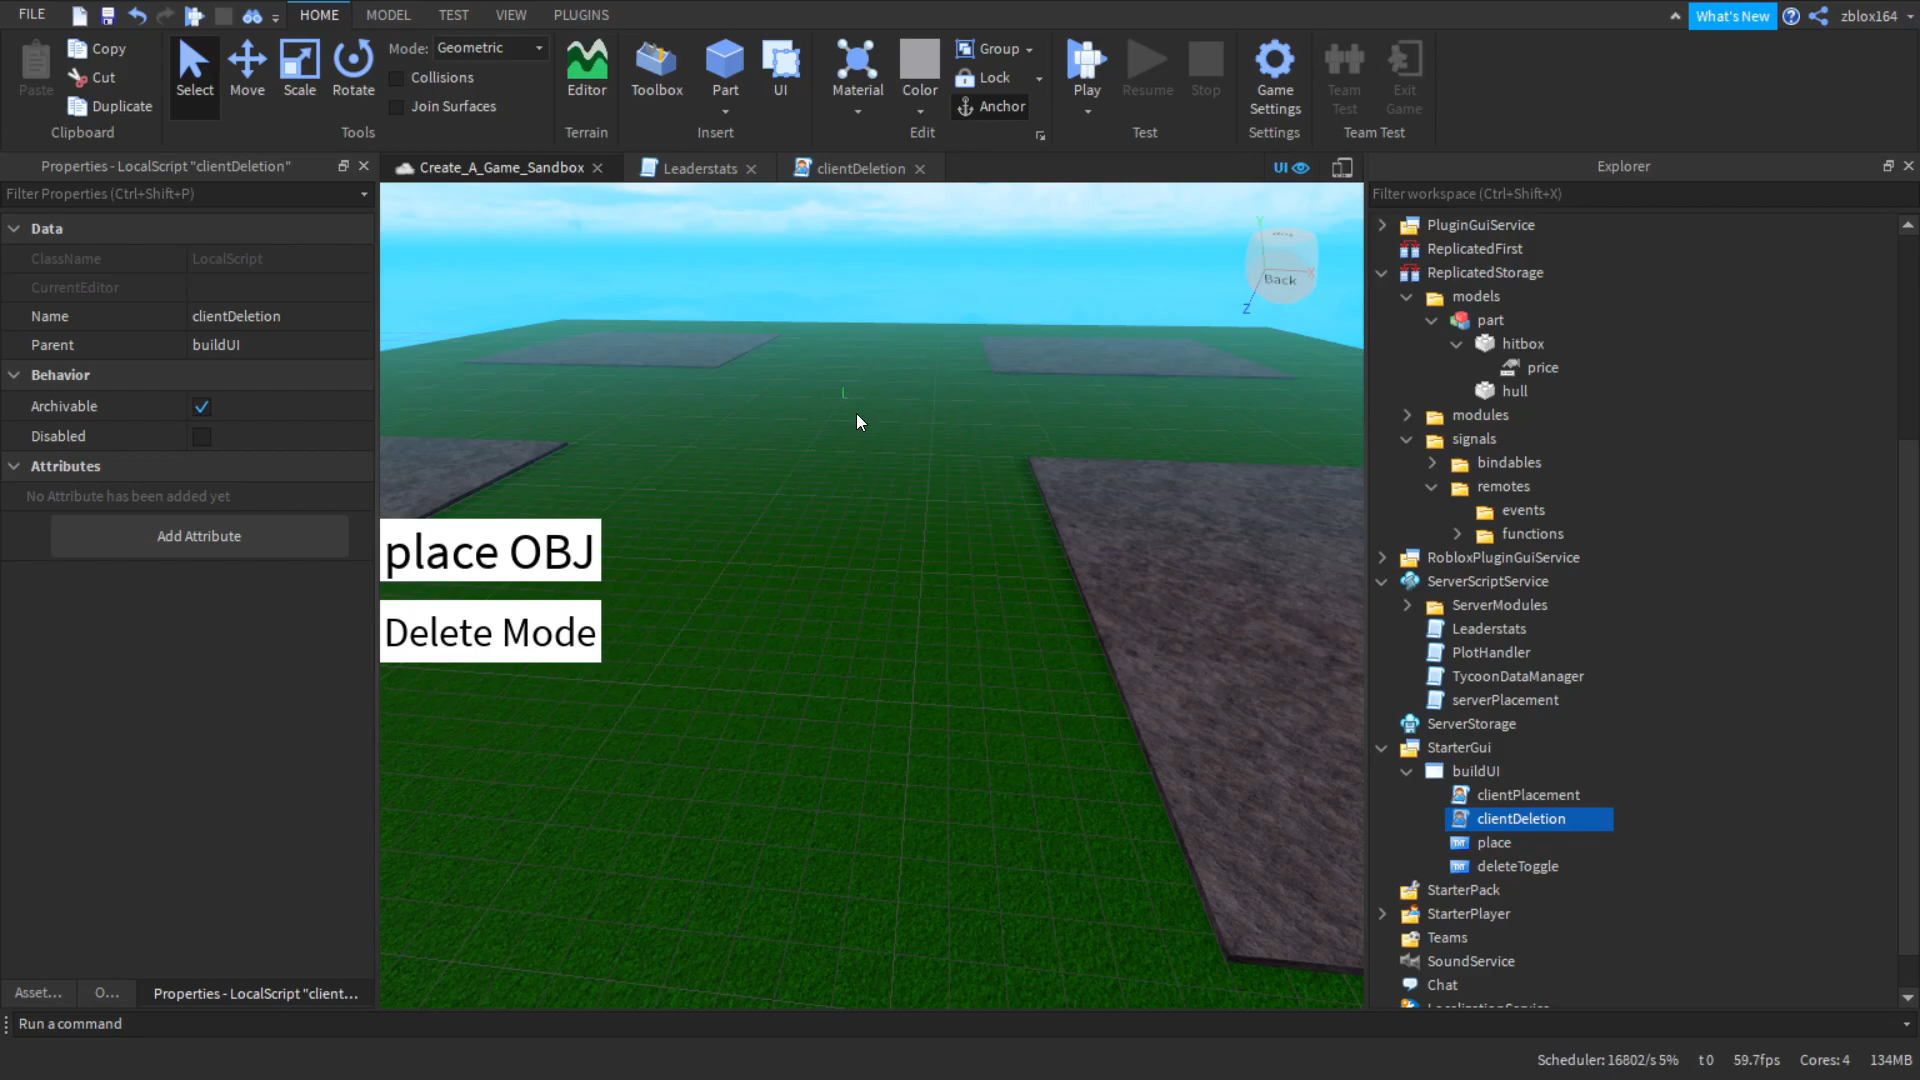 FILE HOME MODEL TEST VIEW PLUGINS What's New zblox164
Paste Copy Cut Duplicate Clipboard
Select Move Scale Rotate Mode: Geometric Collisions Join Surfaces Tools
Editor Terrain
Toolbox Part UI Insert
Material Color Group Lock Anchor Edit
Play Resume Stop Test
Game Settings Settings
Team Test Exit Game Team Test
Properties - LocalScript "clientDeletion"
Filter Properties (Ctrl+Shift+P)
Data
ClassName LocalScript
CurrentEditor
Name clientDeletion
Parent buildUI
Behavior
Archivable
Disabled
Attributes
No Attribute has been added yet
Add Attribute
Asset... O... Properties - LocalScript "client...
Create_A_Game_Sandbox Leaderstats clientDeletion UI
Y
Back
X
Z
place OBJ
Delete Mode
Explorer
Filter workspace (Ctrl+Shift+X)
PluginGuiService
ReplicatedFirst
ReplicatedStorage
models
part
hitbox
price
hull
modules
signals
bindables
remotes
events
functions
RobloxPluginGuiService
ServerScriptService
ServerModules
Leaderstats
PlotHandler
TycoonDataManager
serverPlacement
ServerStorage
StarterGui
buildUI
clientPlacement
clientDeletion
place
deleteToggle
StarterPack
StarterPlayer
Teams
SoundService
Chat
Run a command
Scheduler: 16802/s 5% t 0 59.7fps Cores: 4 134MB